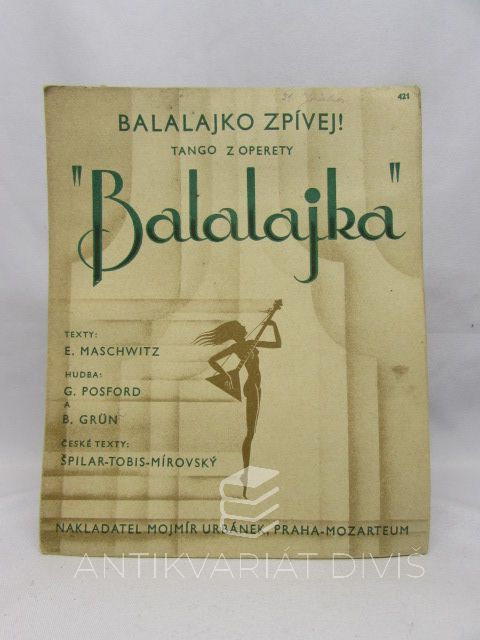 421
BALALAJKO ZPÍVEJ!
TANGO Z OPERETY
"Balalajka"
TEXTY:
E. MASCHWITZ
HUDBA:
G. POSFORD
A
B. GRÜN
ČESKÉ TEXTY:
ŠPILAR-TOBIS-MÍROVSKÝ
NAKLADATEL MOJMÍR URBÁNEK, PRAHA-MOZARTEUM
ANTIKVARIÁT DIVIŠ